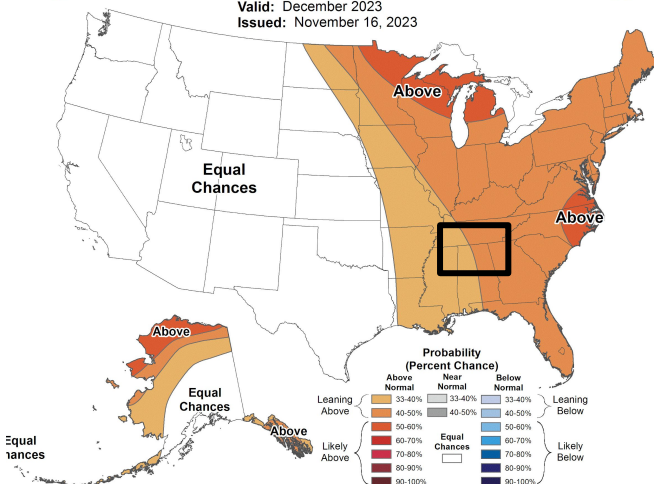 Valid: December 2023
Issued: November 16, 2023
Above
Equal
Chances
Above
Above
Equal
Chances
Above
Equal
hances
Probability
(Percent Chance)
Above
Normal
Near
Normal
Below
Normal
Leaning
Above
33-40%
33-40%
33-40%
Leaning
Below
40-50%
40-50%
40-50%
Likely
Above
50-60%
50-60%
Likely
Below
60-70%
60-70%
Equal
Chances
70-80%
70-80%
80-90%
80-90%
90-100%
90-100%